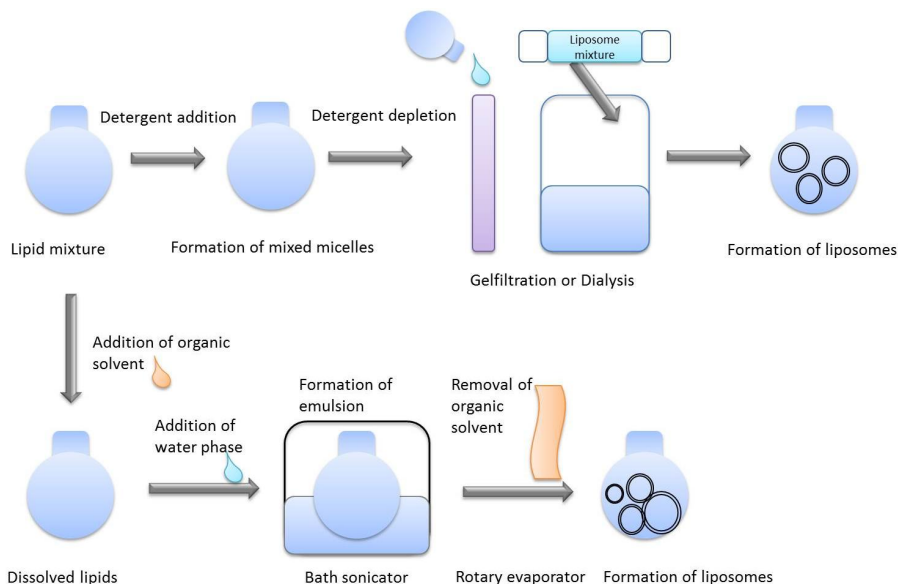 Liposome
mixture
Detergent addition
Detergent depletion
Lipid mixture
Formation of mixed micelles
Formation of liposomes
Gelfiltration or Dialysis
Addition of organic
solvent
Addition of
water phase
Formation of
emulsion
Removal of
organic
solvent
Dissolved lipids
Bath sonicator
Rotary evaporator
Formation of liposomes